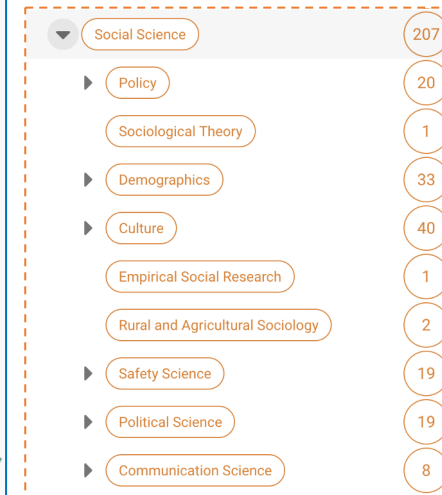 Social Science 207
Policy 20
Sociological Theory 1
Demographics 33
Culture 40
Empirical Social Research 1
Rural and Agricultural Sociology 2
Safety Science 19
Political Science 19
Communication Science 8